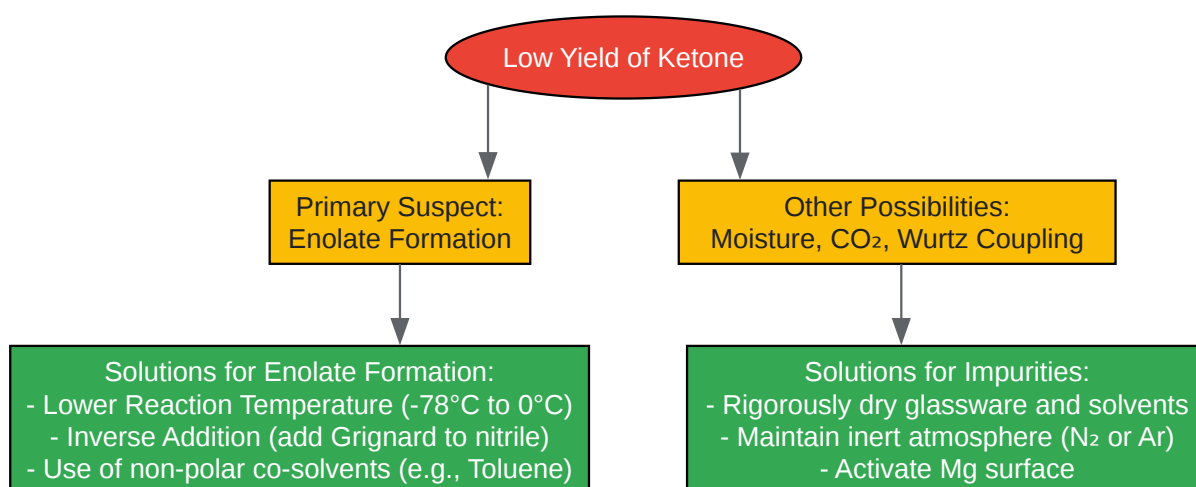 Low Yield of Ketone
Primary Suspect:
Enolate Formation
Other Possibilities:
Moisture, CO₂, Wurtz Coupling
Solutions for Enolate Formation:
- Lower Reaction Temperature (-78°C to 0°C)
- Inverse Addition (add Grignard to nitrile)
- Use of non-polar co-solvents (e.g., Toluene)
Solutions for Impurities:
- Rigorously dry glassware and solvents
- Maintain inert atmosphere (N₂ or Ar)
- Activate Mg surface